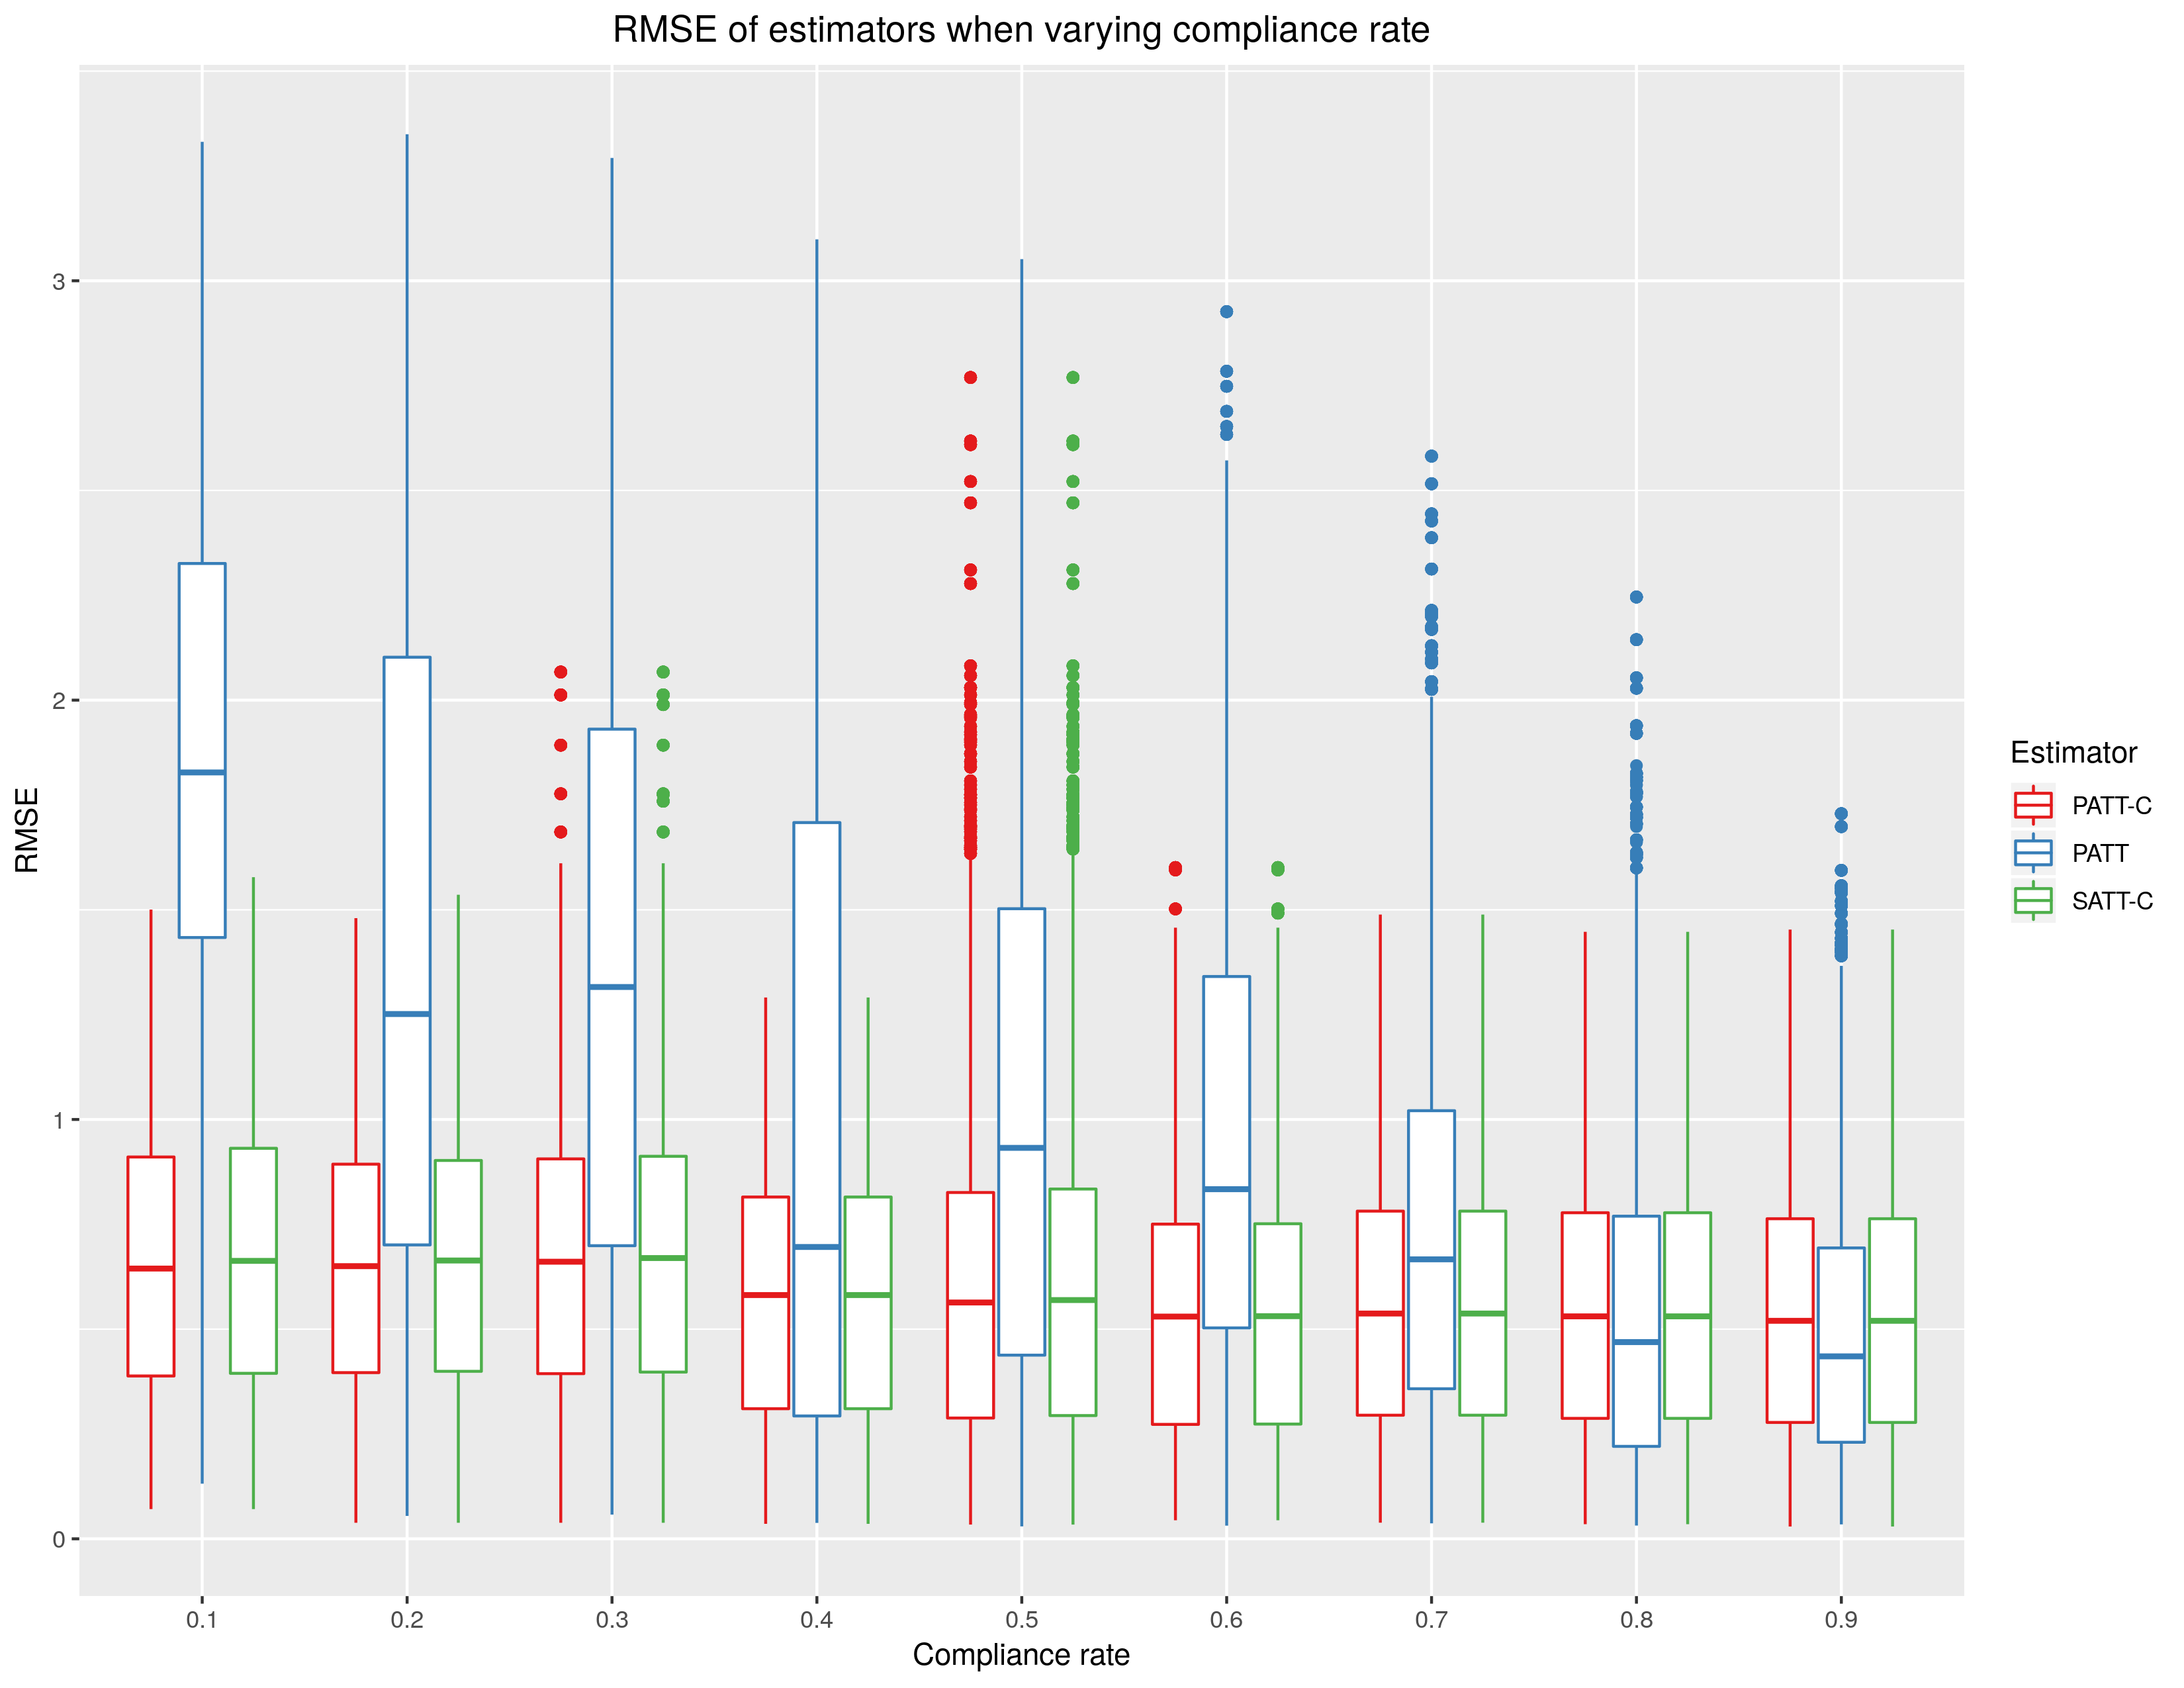 RMSE of estimators when varying compliance rate
RMSE
3
2
1
0
0.1 0.2 0.3 0.4 0.5 0.6 0.7 0.8 0.9
Compliance rate
Estimator
PATT-C
PATT
SATT-C